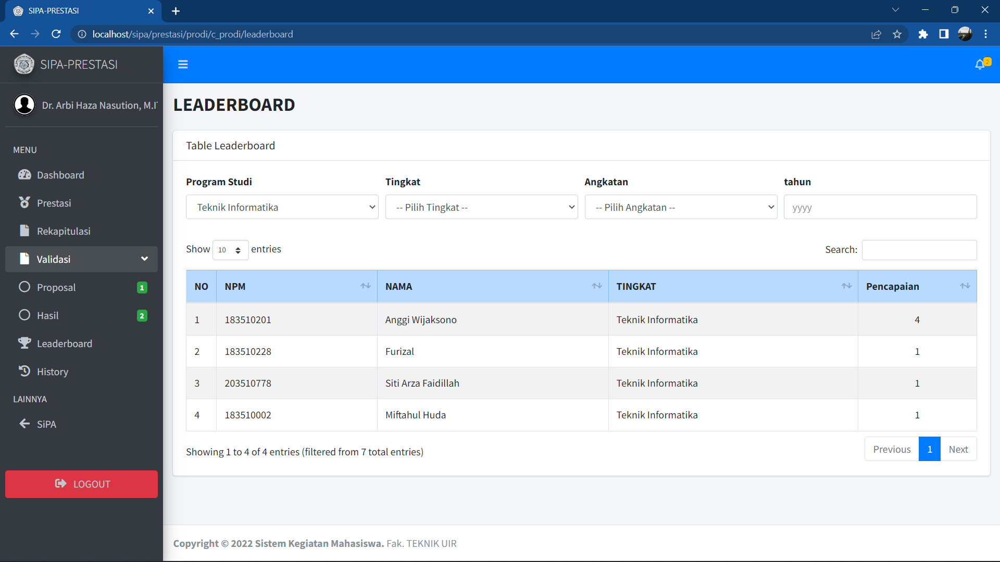 SIPA-PRESTASI
localhost/sipa/prestasi/prodi/c_prodi/leaderboard
SIPA-PRESTASI
2
Dr. Arbi Haza Nasution, M.I
MENU
Dashboard
Prestasi
Rekapitulasi
Validasi
Proposal 1
Hasil 2
Leaderboard
History
LAINNYA
SiPA
LOGOUT
LEADERBOARD
Table Leaderboard
Program Studi Tingkat Angkatan tahun
Teknik Informatika -- Pilih Tingkat -- -- Pilih Angkatan -- yyyy
Show 10 entries Search:
NO NPM NAMA TINGKAT Pencapaian
1 183510201 Anggi Wijaksono Teknik Informatika 4
2 183510228 Furizal Teknik Informatika 1
3 203510778 Siti Arza Faidillah Teknik Informatika 1
4 183510002 Miftahul Huda Teknik Informatika 1
Showing 1 to 4 of 4 entries (filtered from 7 total entries) Previous 1 Next
Copyright © 2022 Sistem Kegiatan Mahasiswa. Fak. TEKNIK UIR